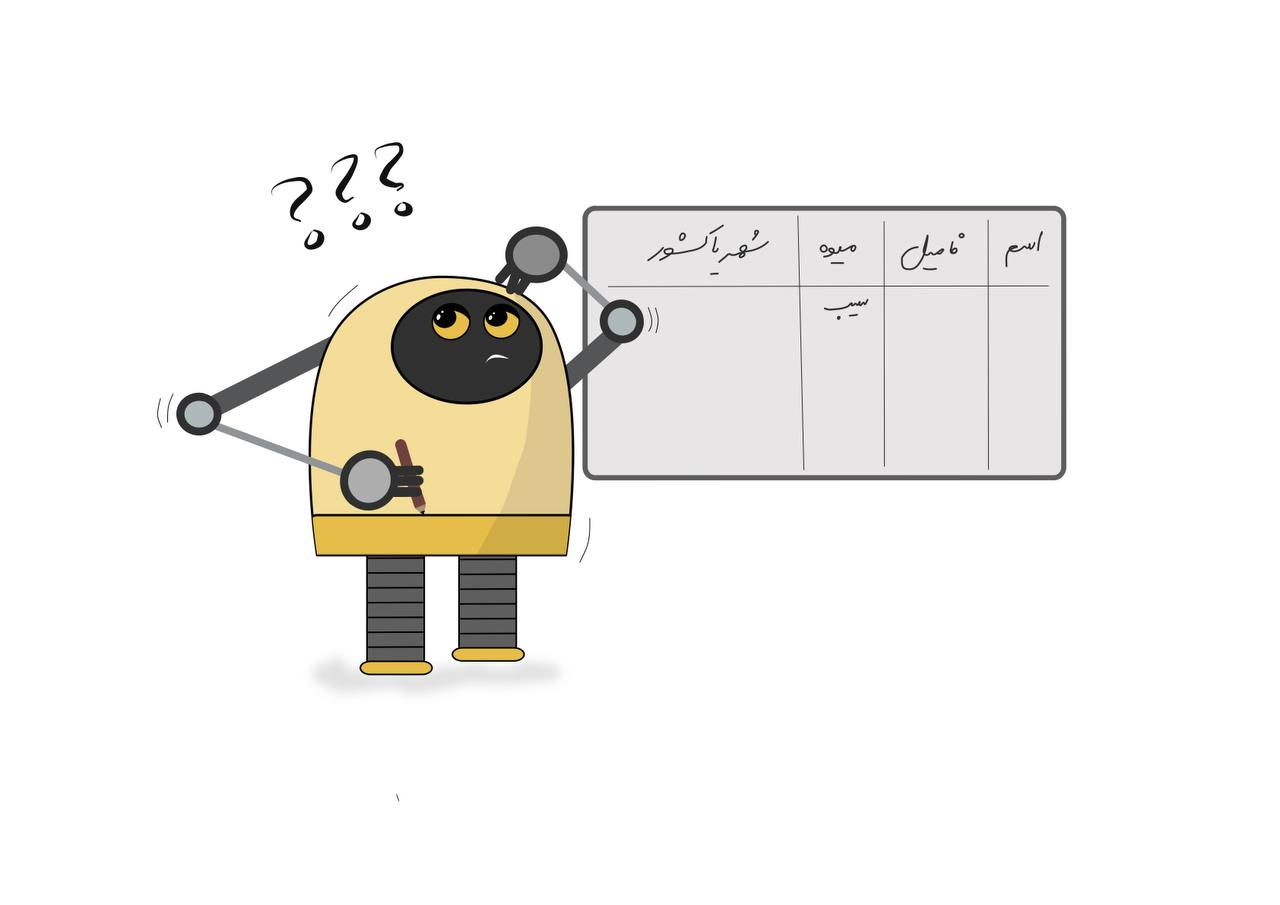 ???
اسم فامیل میوه شهر یا کشور
سیب